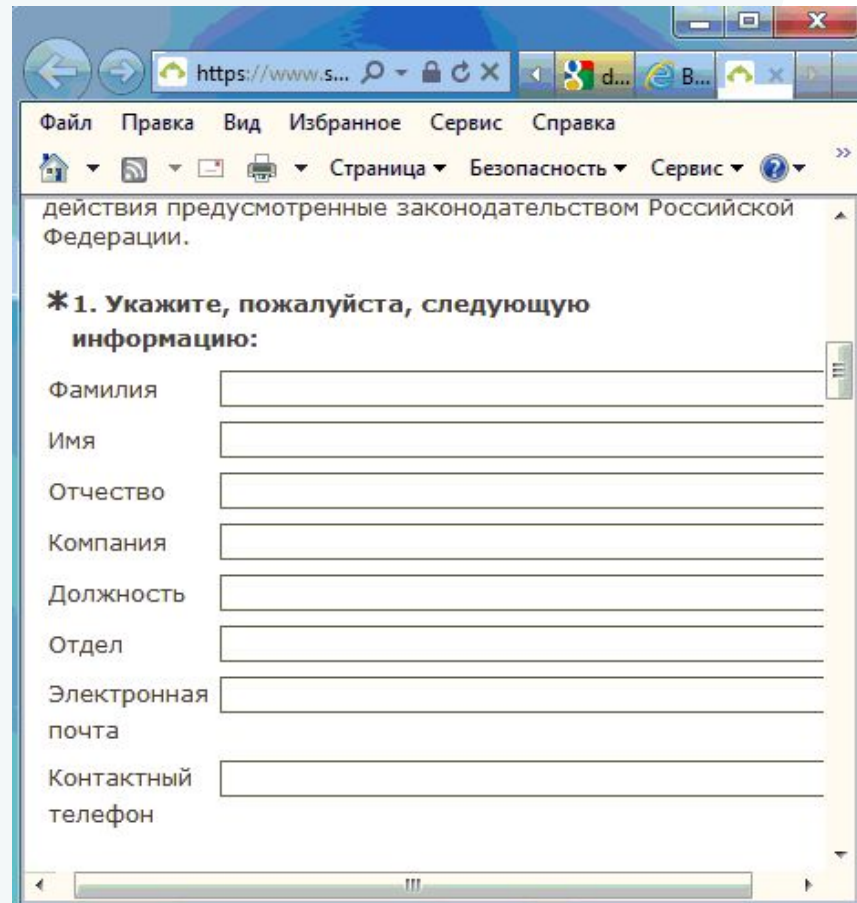 https://www.s...
d...
B...
Файл Правка Вид Избранное Сервис Справка
Страница Безопасность Сервис
действия предусмотренные законодательством Российской
Федерации.
*1. Укажите, пожалуйста, следующую
информацию:
Фамилия
Имя
Отчество
Компания
Должность
Отдел
Электронная
почта
Контактный
телефон